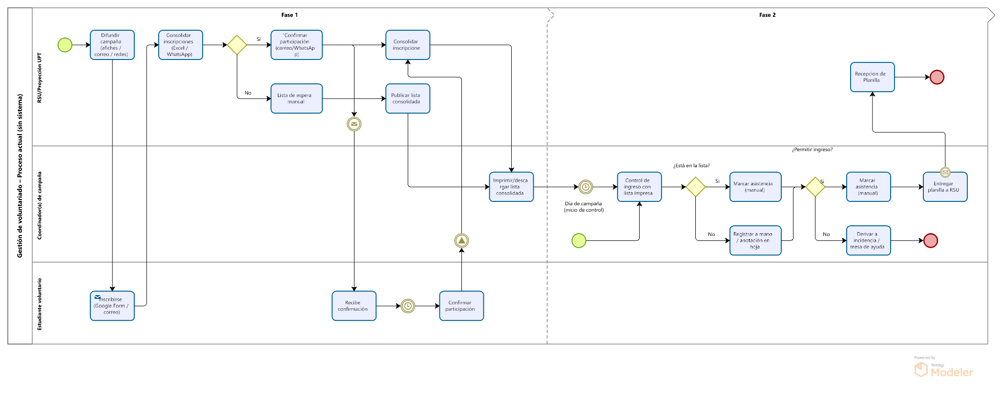 Gestión de voluntariado – Proceso actual (sin sistema)
Fase 1
Fase 2
RSU/Proyección UPT
Difundir
campaña
(afiches /
correo / redes)
Consolidar
inscripciones
(Excel /
WhatsApp)
Si
"Confirmar
participación
(correo/WhatsAp
p)
Consolidar
inscripcione
No
Lista de espera
manual
Publicar lista
consolidada
Recepcion de
Planilla
Coordinador(a) de campaña
Imprimir/desca
rgar lista
consolidada
Día de campaña
(inicio de control)
Control de
ingreso con
lista impresa
¿Está en la lista?
Si
Marcar asistencia
(manual)
¿Permitir ingreso?
Si
Marcar
asistencia
(manual)
Entregar
planilla a RSU
No
Registrar a mano
/ anotación en
hoja
No
Derivar a
incidencia /
mesa de ayuda
Estudiante voluntario
Inscribirse
(Google Form /
correo)
Recibe
confirmación
Confirmar
participación
Powered by
bizagi
Modeler